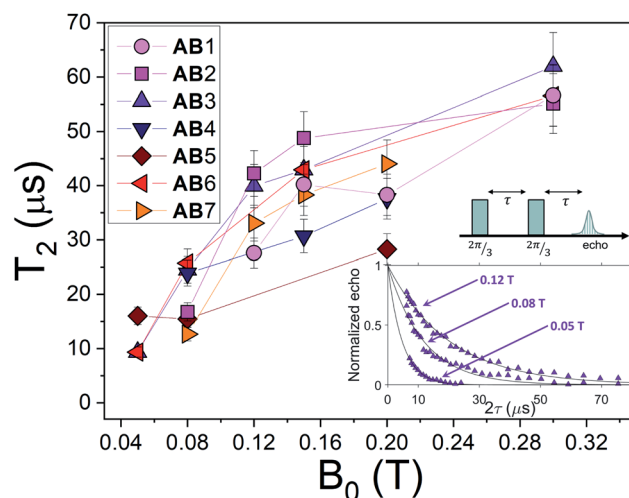 T₂ (μs)
70
60
50
40
30
20
10
0
AB1
AB2
AB3
AB4
AB5
AB6
AB7
τ τ
2π/3 2π/3 echo
Normalized echo
1
0.5
0
0.12 T
0.08 T
0.05 T
0 10 30 50 70
2τ (μs)
0.04 0.08 0.12 0.16 0.20 0.24 0.28 0.32
B₀ (T)